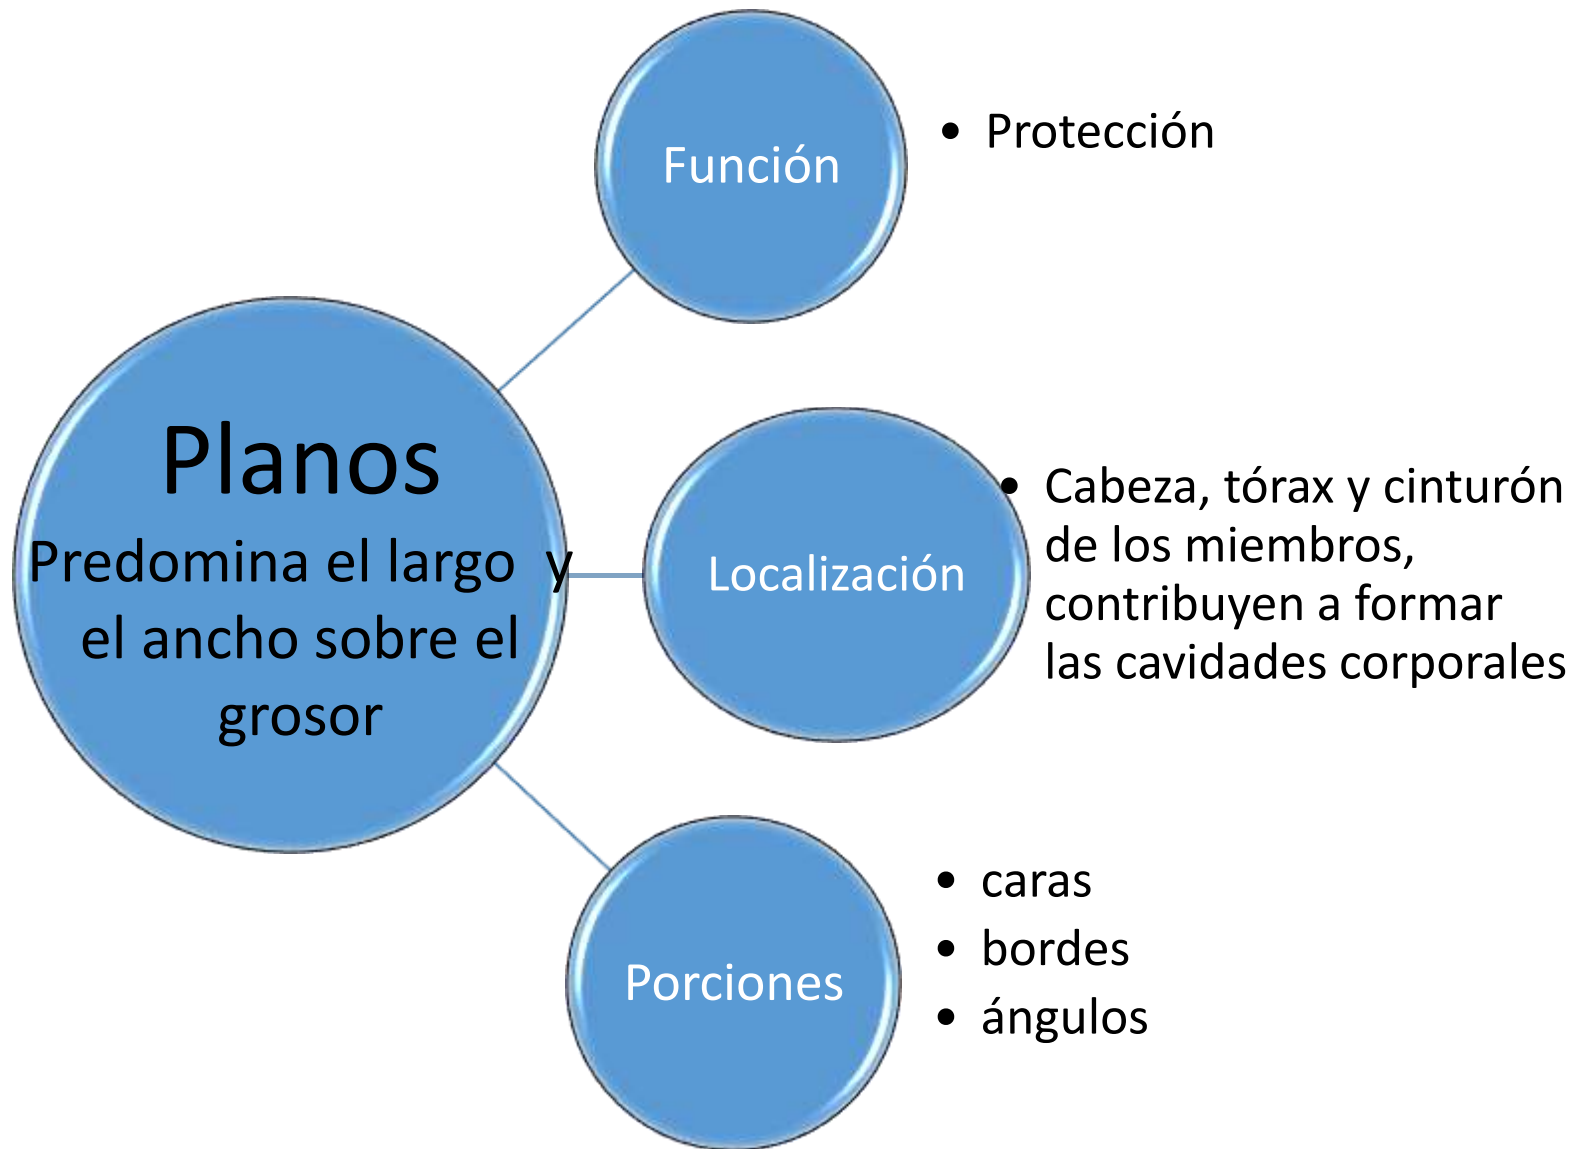 Función
• Protección
Planos
Predomina el largo y
el ancho sobre el
grosor
Localización
• Cabeza, tórax y cinturón
de los miembros,
contribuyen a formar
las cavidades corporales
Porciones
• caras
• bordes
• ángulos